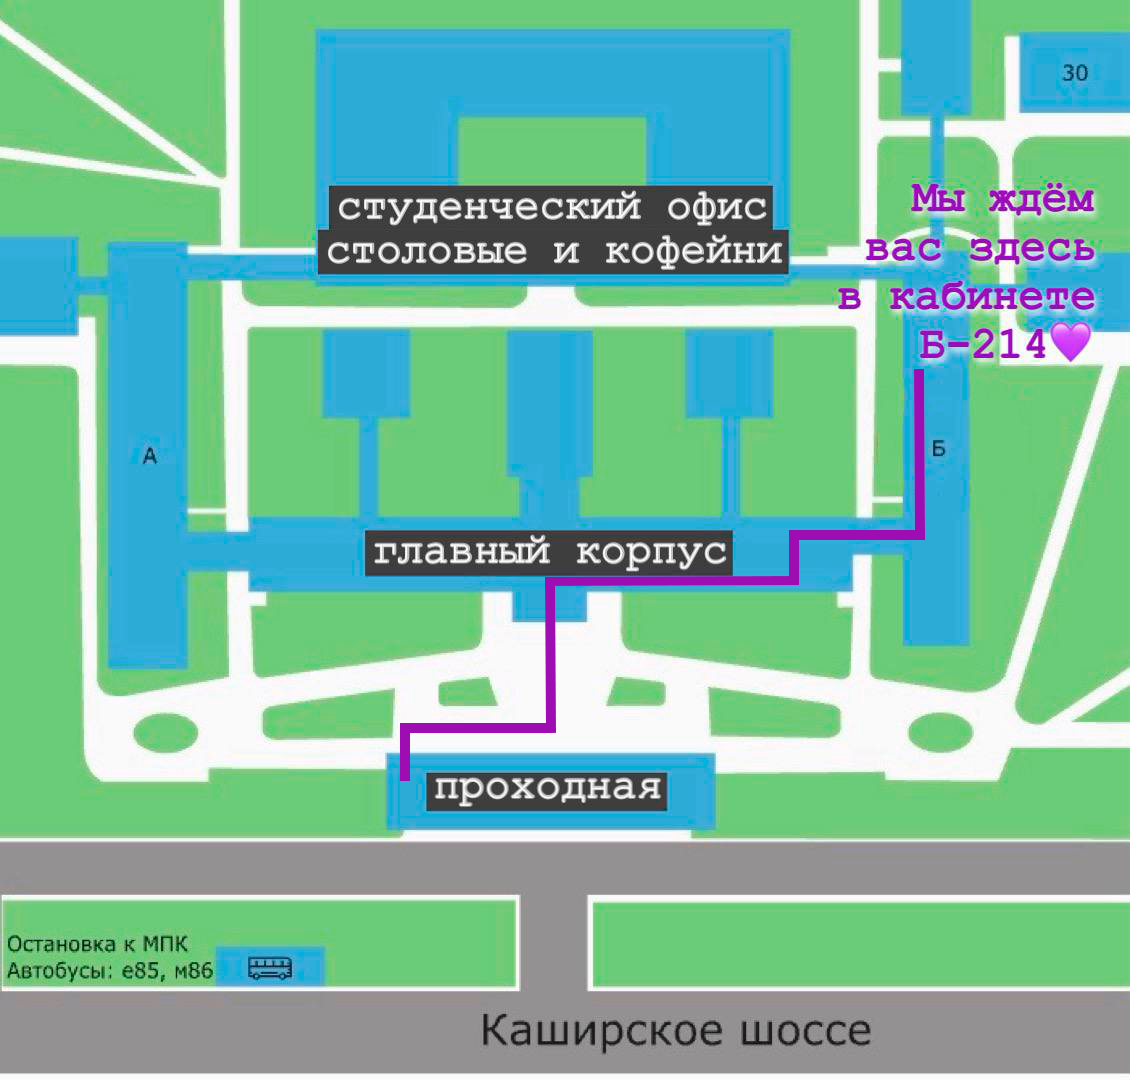 30
Мы ждём
вас здесь
в кабинете
Б-214💜
студенческий офис
столовые и кофейни
А
Б
главный корпус
проходная
Остановка к МПК
Автобусы: е85, м86
Каширское шоссе